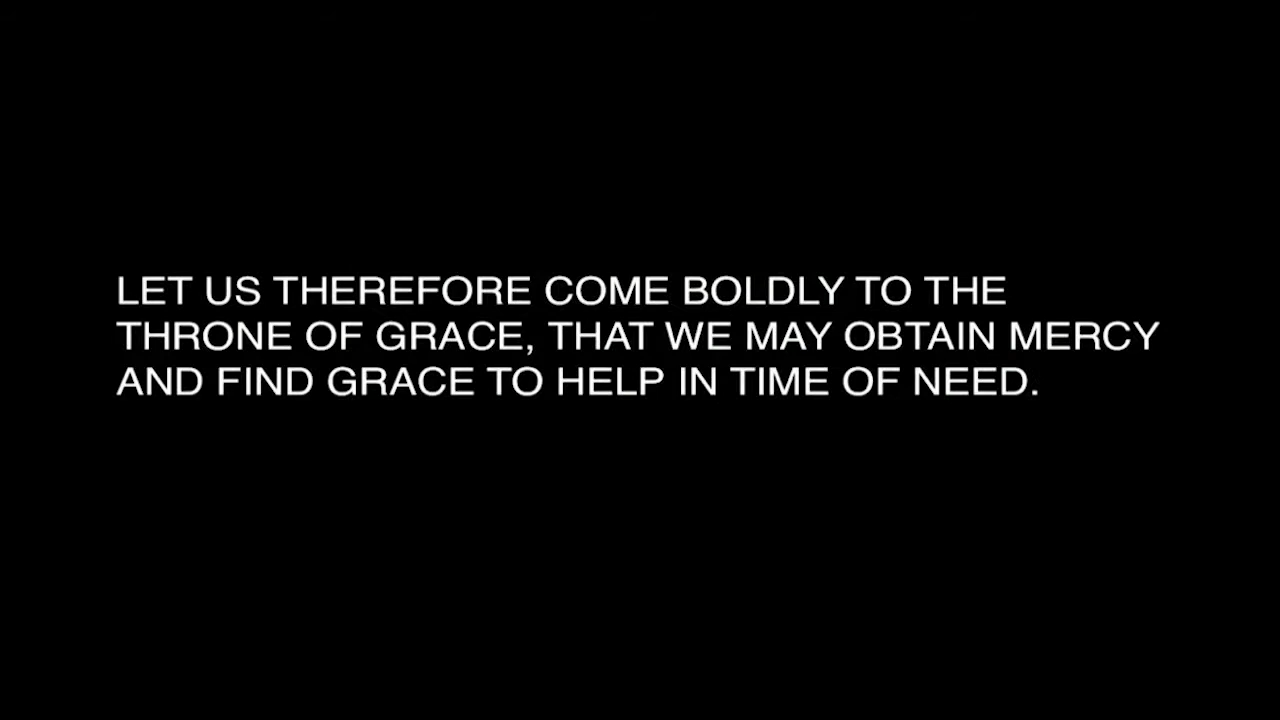 LET US THEREFORE COME BOLDLY TO THE
THRONE OF GRACE, THAT WE MAY OBTAIN MERCY
AND FIND GRACE TO HELP IN TIME OF NEED.